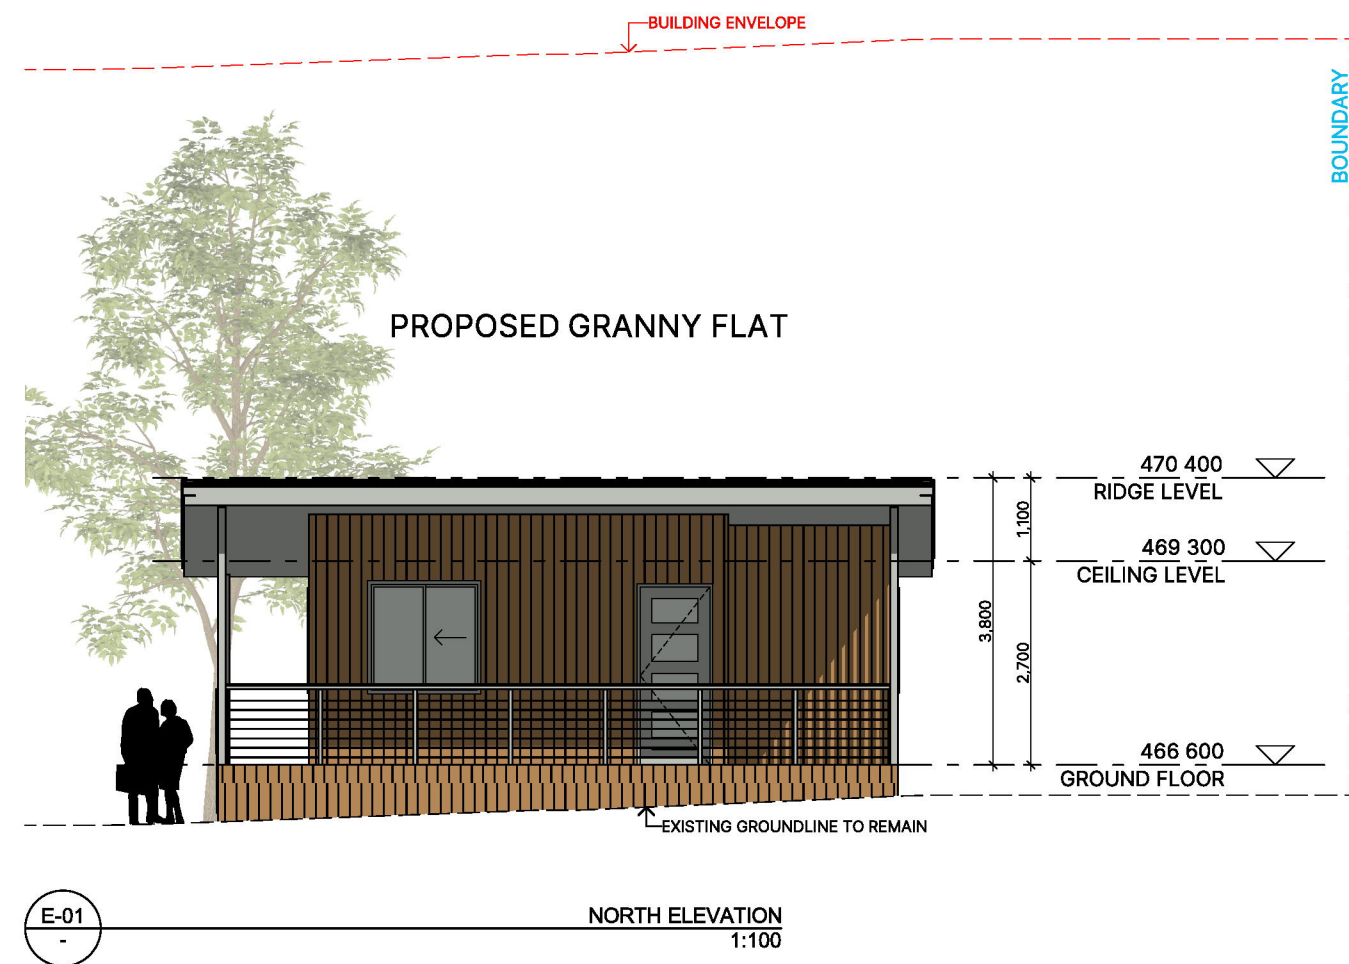 BUILDING ENVELOPE
BOUNDARY
PROPOSED GRANNY FLAT
470 400
RIDGE LEVEL
1,100
469 300
CEILING LEVEL
3,800
2,700
466 600
GROUND FLOOR
EXISTING GROUNDLINE TO REMAIN
E-01
-
NORTH ELEVATION
1:100